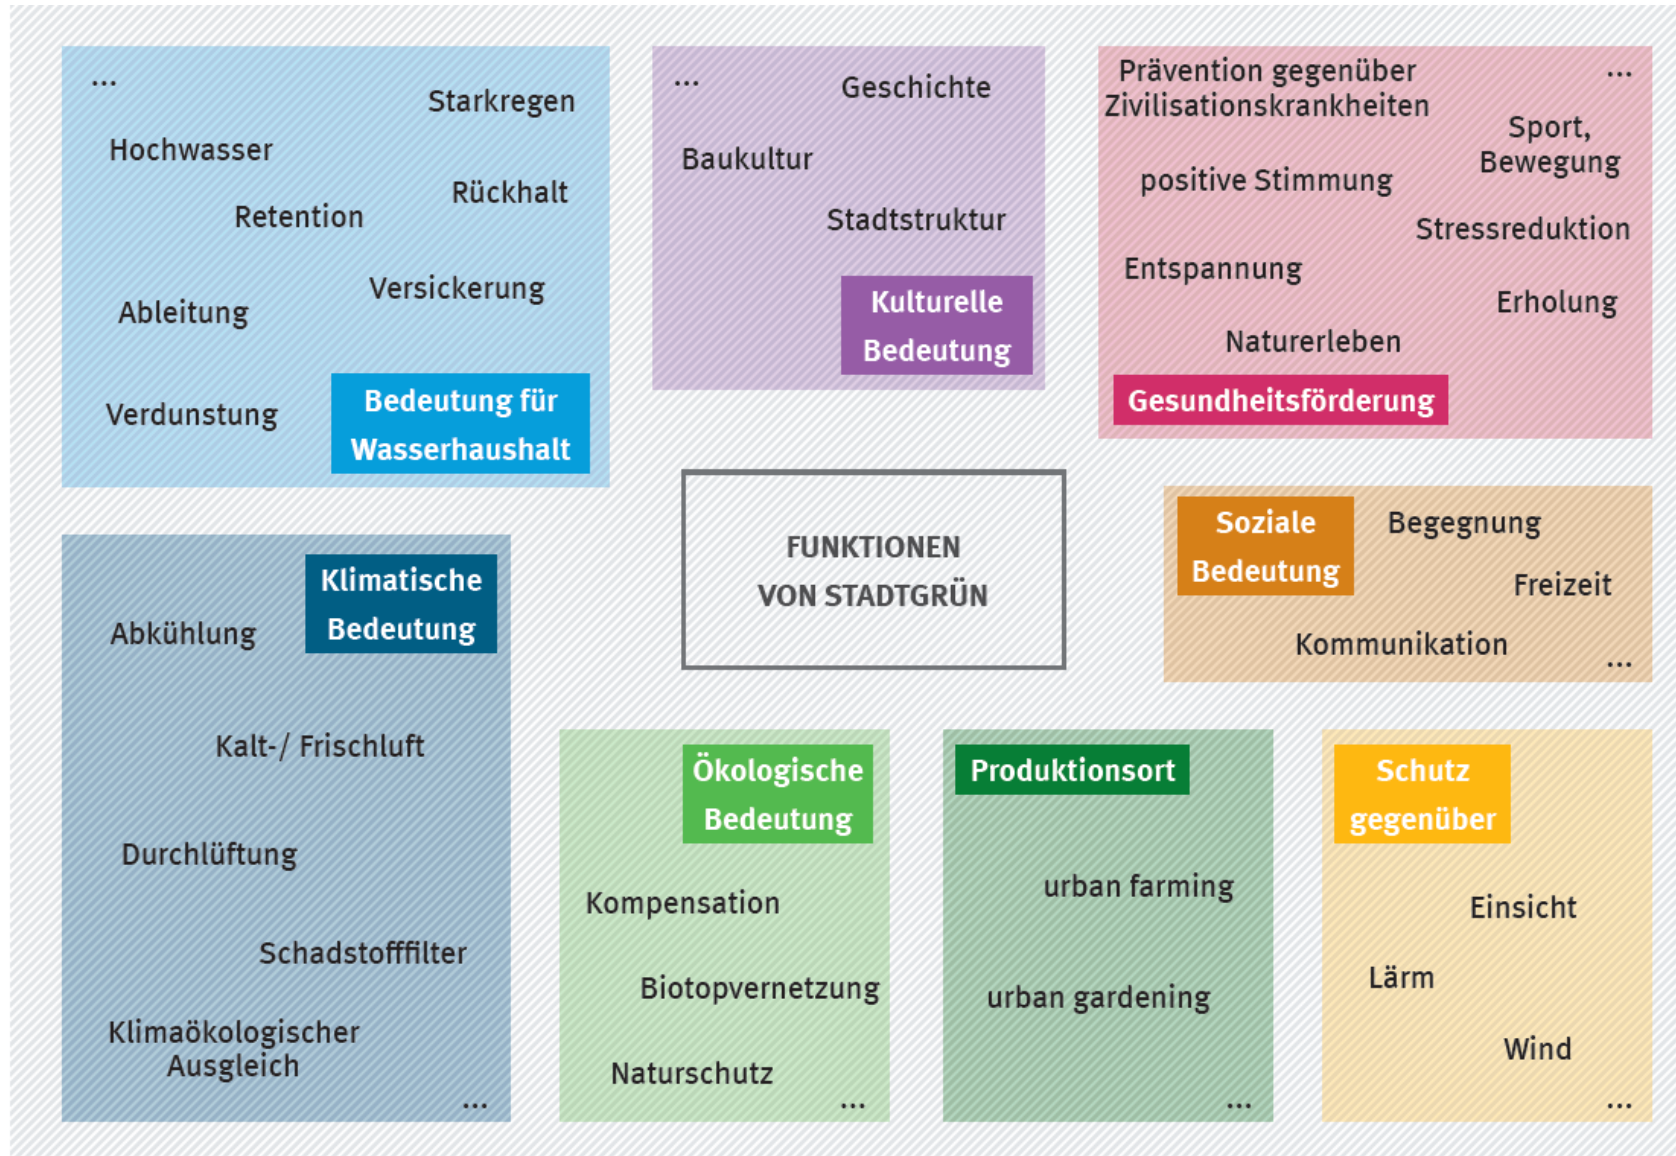 ...
Starkregen
Hochwasser
Rückhalt
Retention
Versickerung
Ableitung
Verdunstung
Bedeutung für
Wasserhaushalt
...
Geschichte
Baukultur
Stadtstruktur
Kulturelle
Bedeutung
Prävention gegenüber
Zivilisationskrankheiten
...
Sport,
Bewegung
positive Stimmung
Stressreduktion
Entspannung
Erholung
Naturerleben
Gesundheitsförderung
FUNKTIONEN
VON STADTGRÜN
Soziale
Bedeutung
Begegnung
Freizeit
Kommunikation
...
Klimatische
Bedeutung
Abkühlung
Kalt-/ Frischluft
Durchlüftung
Schadstofffilter
Klimaökologischer
Ausgleich
...
Ökologische
Bedeutung
Kompensation
Biotopvernetzung
Naturschutz
...
Produktionsort
urban farming
urban gardening
...
Schutz
gegenüber
Einsicht
Lärm
Wind
...